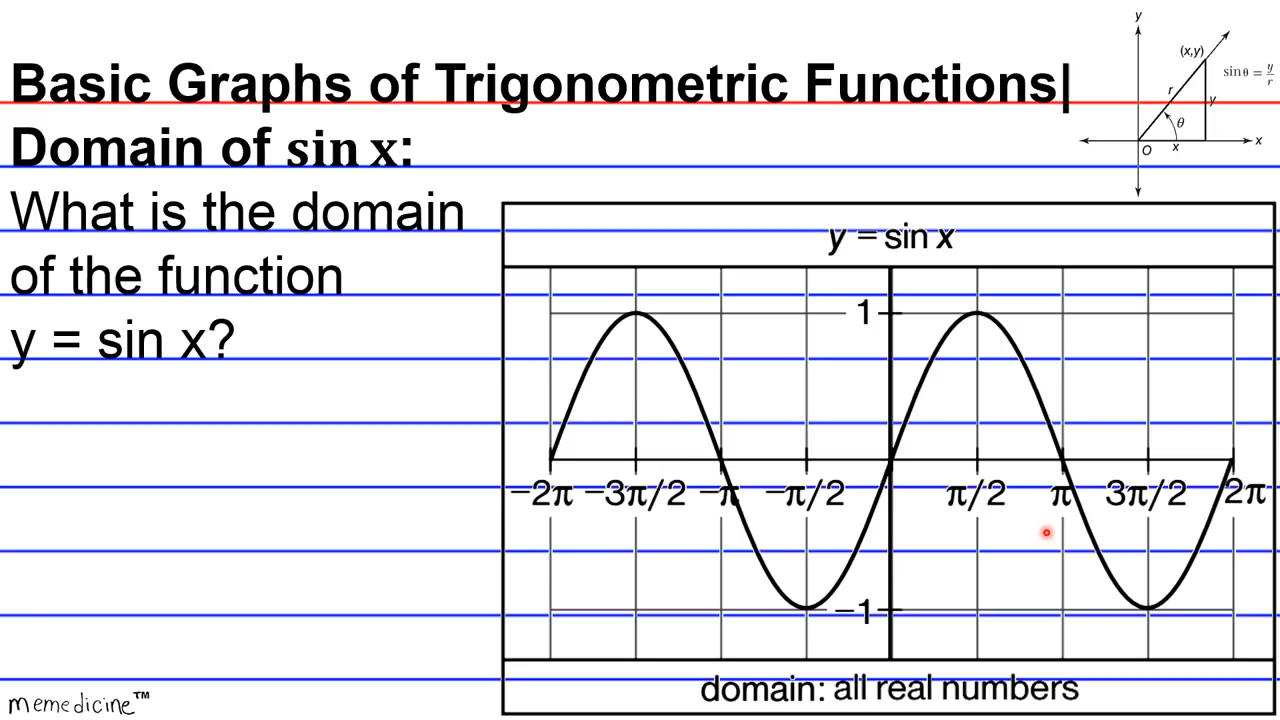 Basic Graphs of Trigonometric Functions|
Domain of sin x:
What is the domain
of the function
y = sin x?
y
(x,y)
sin θ = y/r
r
y
θ
O
x
x
y = sin x
1
−2π −3π/2 −π −π/2 π/2 π 3π/2 2π
−1
domain: all real numbers
memedicine™